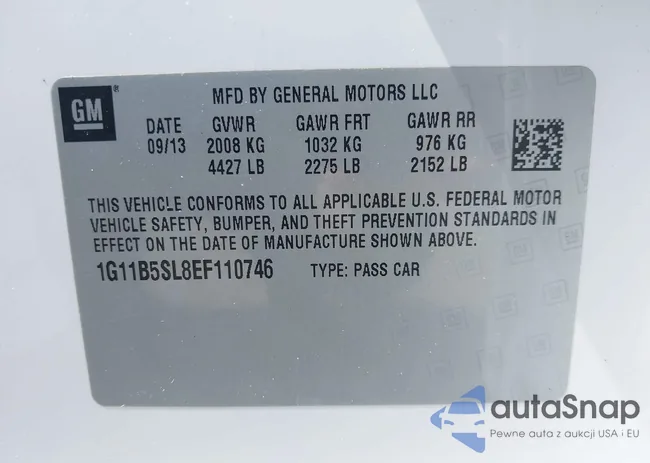 GM ® MFD BY GENERAL MOTORS LLC
DATE GVWR GAWR FRT GAWR RR
09/13 2008 KG 1032 KG 976 KG
4427 LB 2275 LB 2152 LB
THIS VEHICLE CONFORMS TO ALL APPLICABLE U.S. FEDERAL MOTOR
VEHICLE SAFETY, BUMPER, AND THEFT PREVENTION STANDARDS IN
EFFECT ON THE DATE OF MANUFACTURE SHOWN ABOVE.
1G11B5SL8EF110746 TYPE: PASS CAR
autaSnap
Pewne auta z aukcji USA i EU